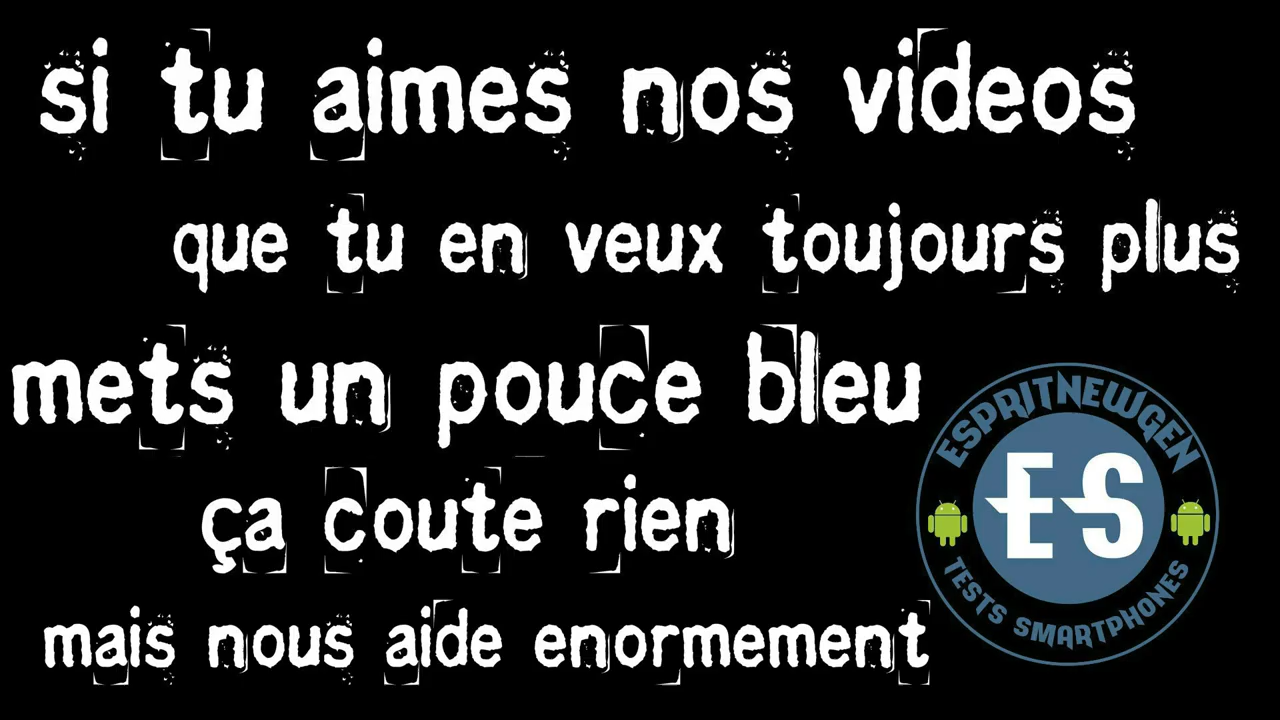 si tu aimes nos videos
que tu en veux toujours plus
mets un pouce bleu
ça coute rien
mais nous aide enormement
ESPRITNEWGEN
ES
TESTS SMARTPHONES